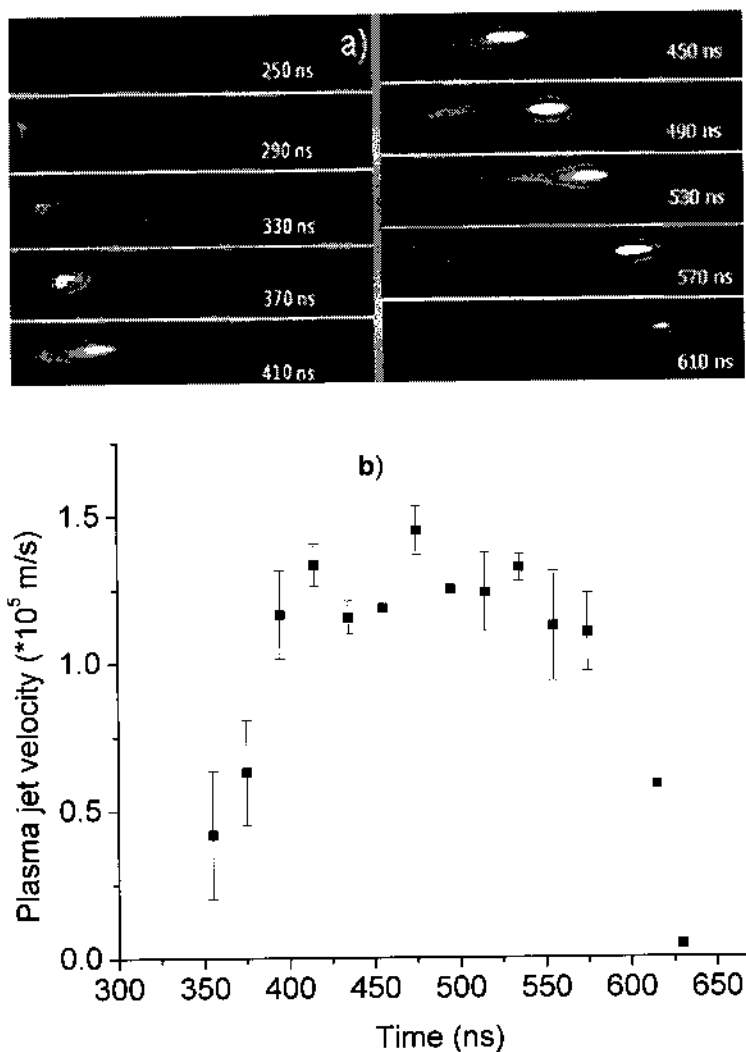 a)
250 ns
290 ns
330 ns
370 ns
410 ns
450 ns
490 ns
530 ns
570 ns
610 ns
b)
Plasma jet velocity (*10⁵ m/s)
1.5
1.0
0.5
0.0
300 350 400 450 500 550 600 650
Time (ns)